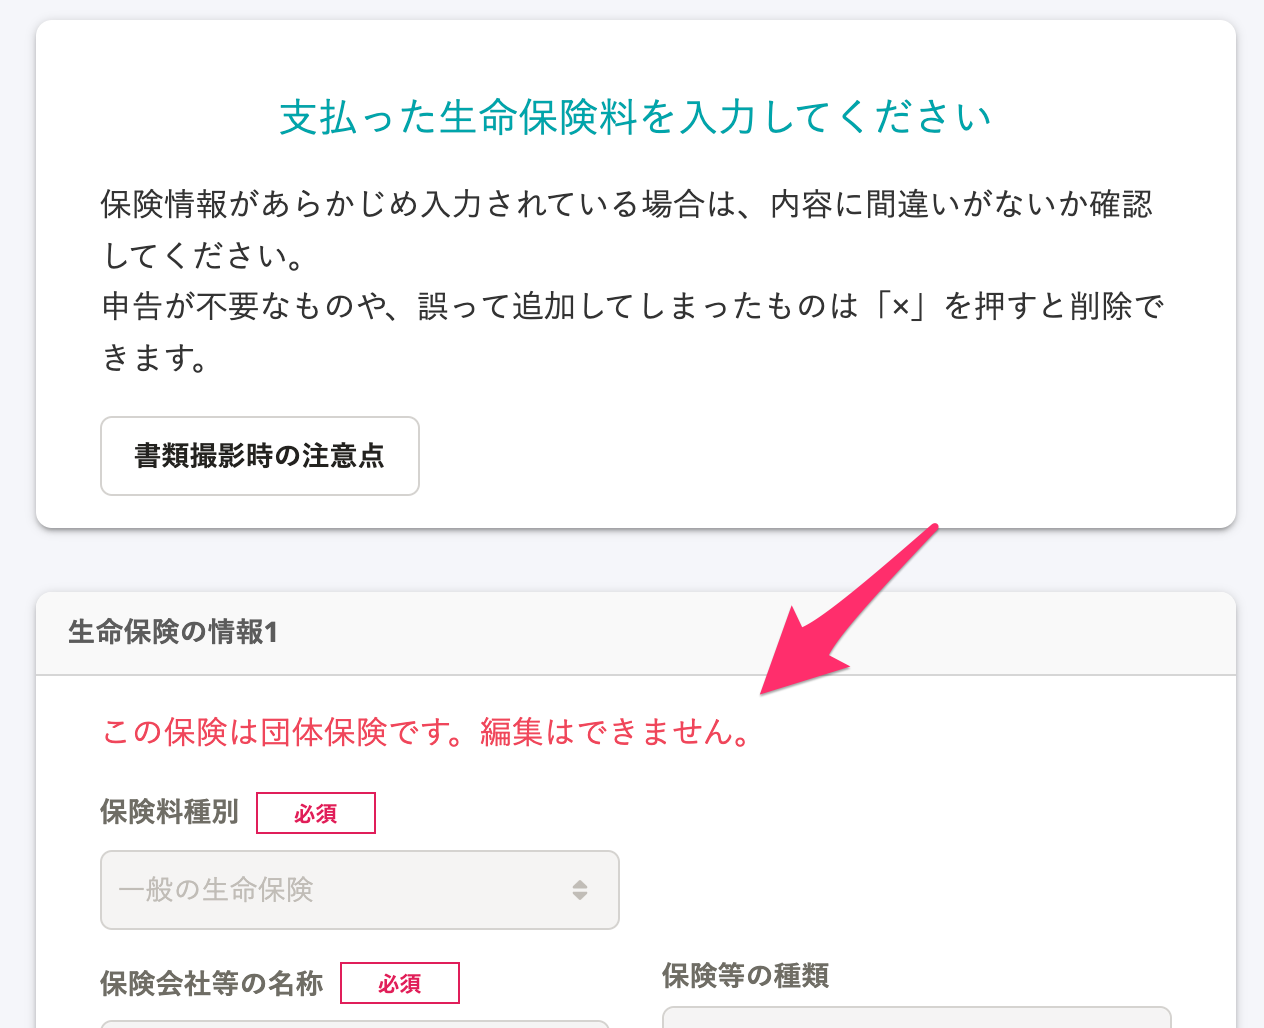 支払った生命保険料を入力してください
保険情報があらかじめ入力されている場合は、内容に間違いがないか確認
してください。
申告が不要なものや、誤って追加してしまったものは「×」を押すと削除で
きます。
書類撮影時の注意点
生命保険の情報1
この保険は団体保険です。編集はできません。
保険料種別 必須
一般の生命保険
保険会社等の名称 必須
保険等の種類